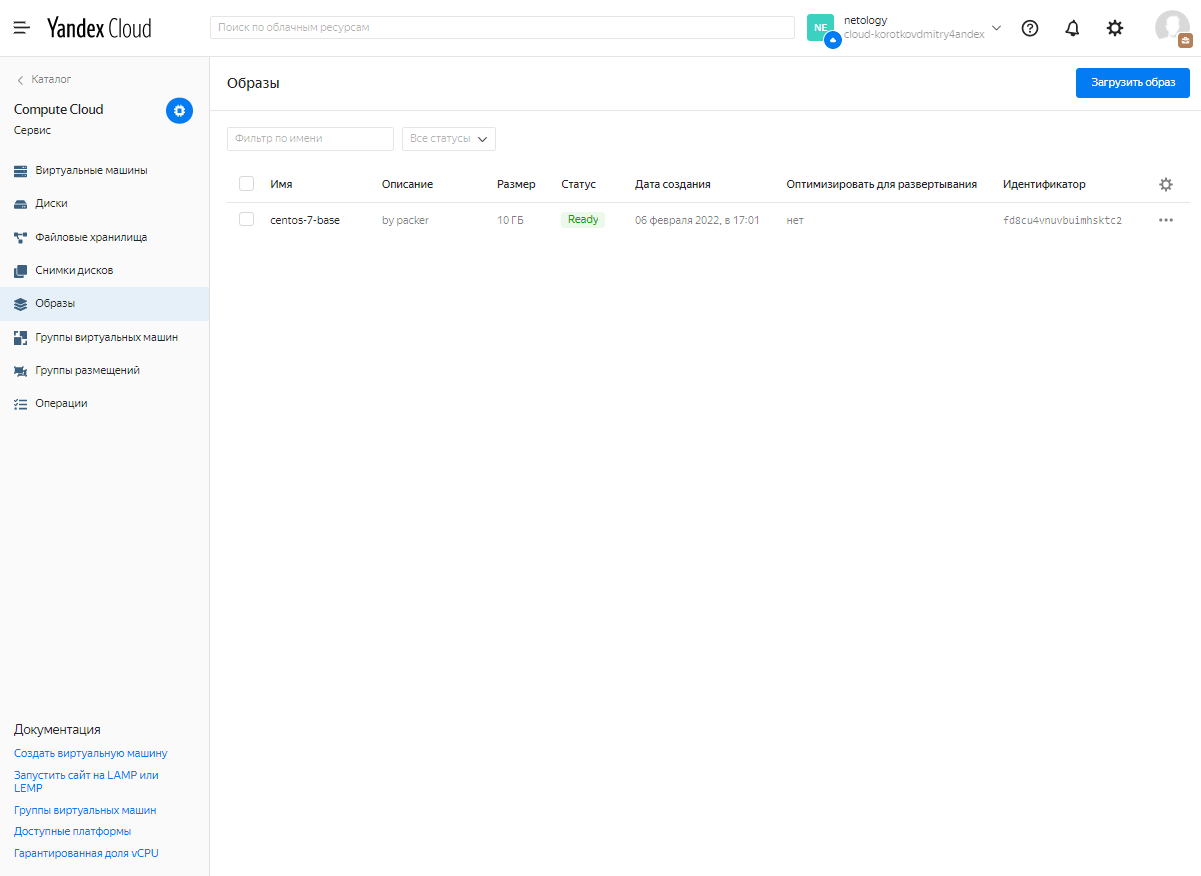 Yandex Cloud
Поиск по облачным ресурсам
NE
netology
cloud-korotkovdmitry4andex
Каталог
Compute Cloud
Сервис
Виртуальные машины
Диски
Файловые хранилища
Снимки дисков
Образы
Группы виртуальных машин
Группы размещений
Операции
Документация
Создать виртуальную машину
Запустить сайт на LAMP или
LEMP
Группы виртуальных машин
Доступные платформы
Гарантированная доля vCPU
Образы
Загрузить образ
Фильтр по имени
Все статусы
Имя Описание Размер Статус Дата создания Оптимизировать для развертывания Идентификатор
centos-7-base by packer 10 ГБ Ready 06 февраля 2022, в 17:01 нет fd8cu4vnuvbuimhsktc2